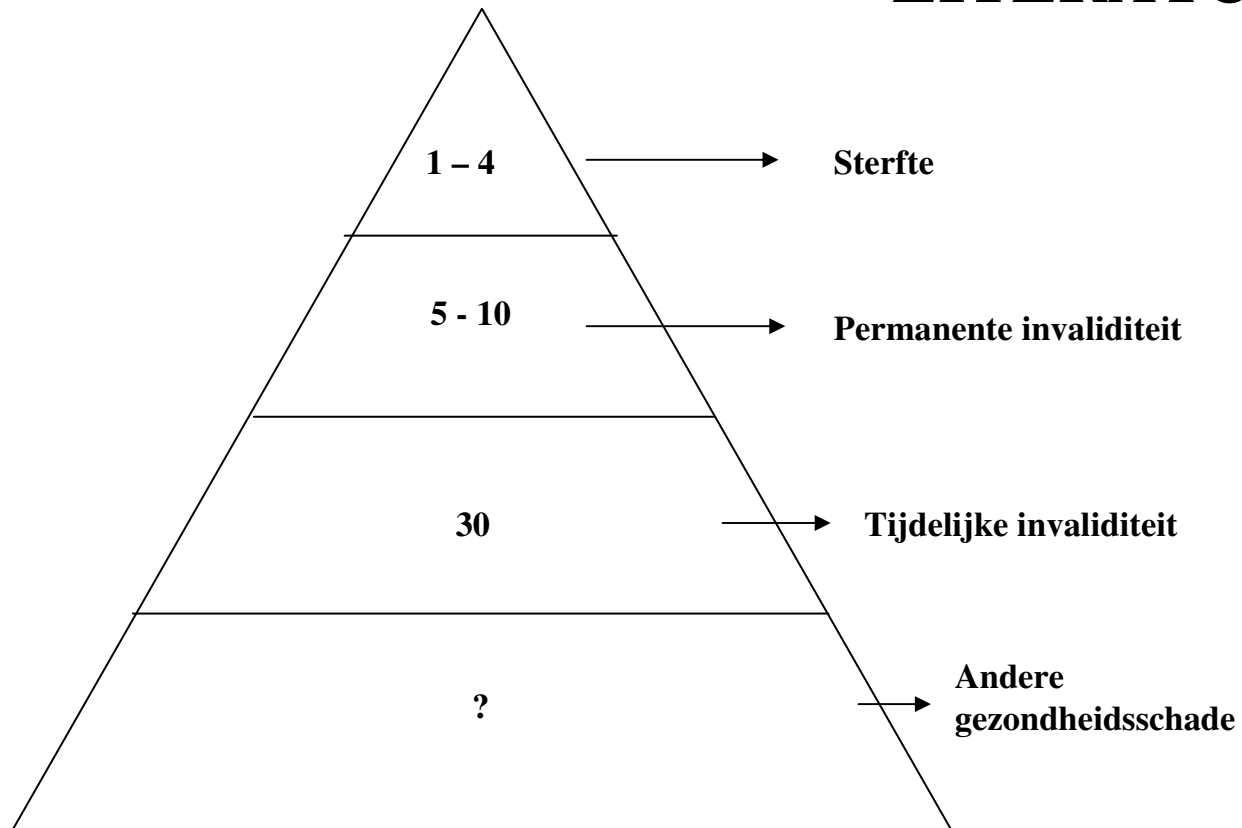 1 – 4
Sterfte
5 - 10
Permanente invaliditeit
30
Tijdelijke invaliditeit
?
Andere
gezondheidsschade